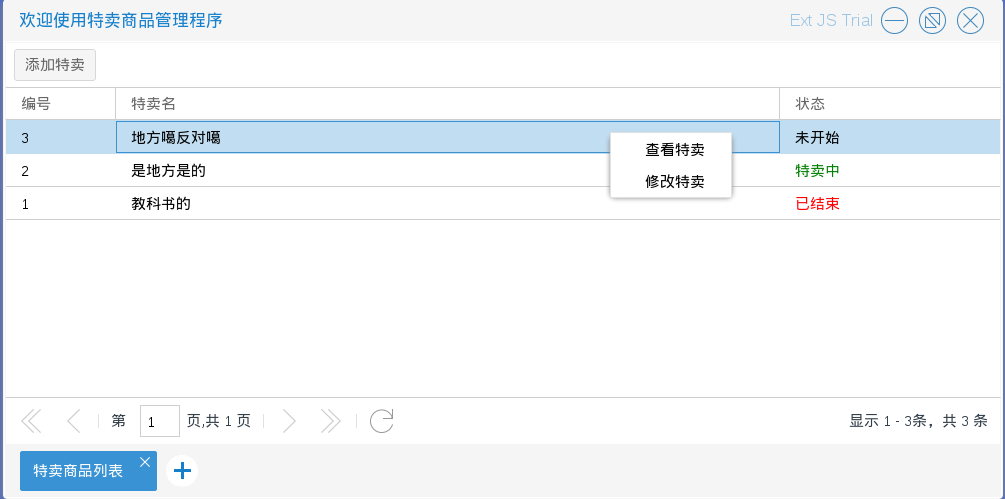 欢迎使用特卖商品管理程序
Ext JS Trial
添加特卖
编号 特卖名 状态
3 地方噶反对噶 未开始
查看特卖
2 是地方是的 特卖中
修改特卖
1 教科书的 已结束
第 1 页,共 1 页 显示 1 - 3条，共 3 条
特卖商品列表